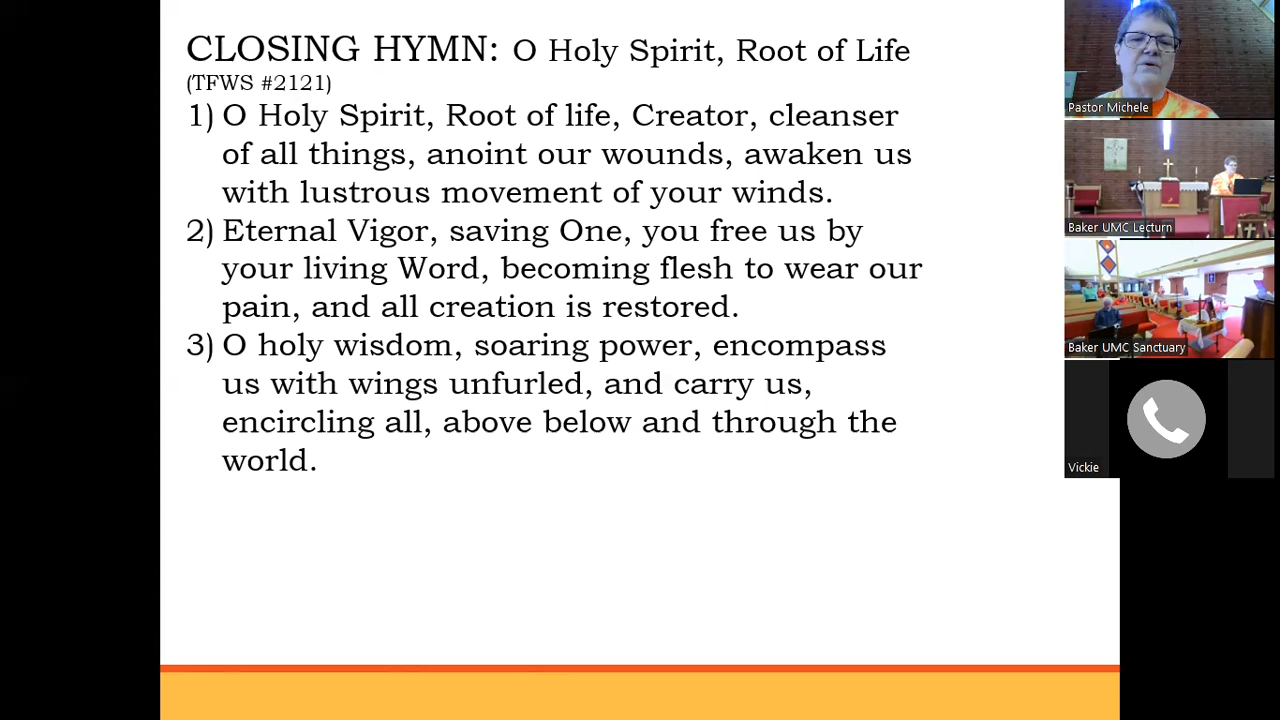 CLOSING HYMN: O Holy Spirit, Root of Life
(TFWS #2121)
1) O Holy Spirit, Root of life, Creator, cleanser
of all things, anoint our wounds, awaken us
with lustrous movement of your winds.
2) Eternal Vigor, saving One, you free us by
your living Word, becoming flesh to wear our
pain, and all creation is restored.
3) O holy wisdom, soaring power, encompass
us with wings unfurled, and carry us,
encircling all, above below and through the
world.
Pastor Michele
Baker UMC Lecturn
Baker UMC Sanctuary
Vickie